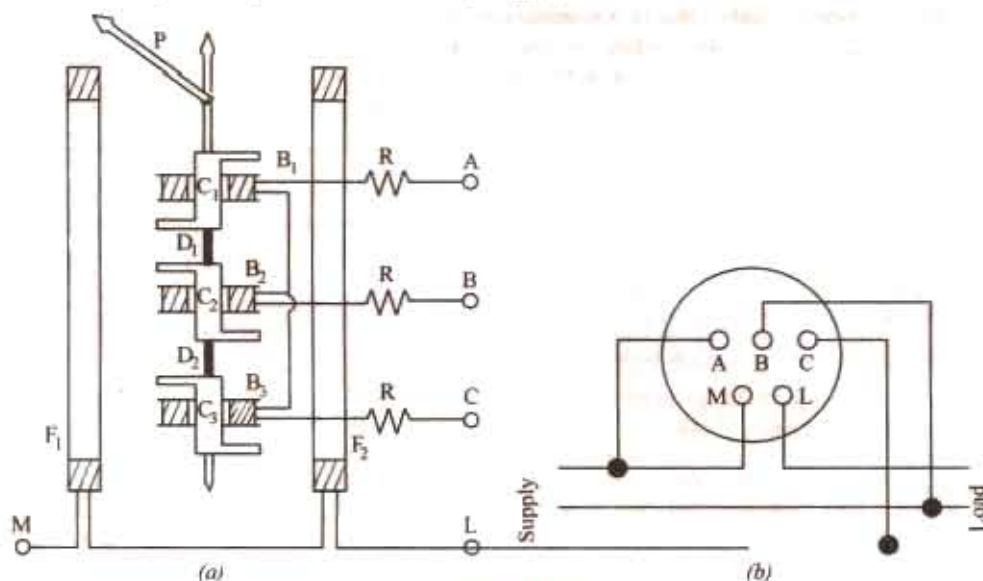 P
B₁
R
A
C₁
D₁
B₂
R
B
C₂
D₂
B₃
R
C
C₃
F₁
F₂
M
L
(a)
A
B
C
M
L
Supply
Load
(b)